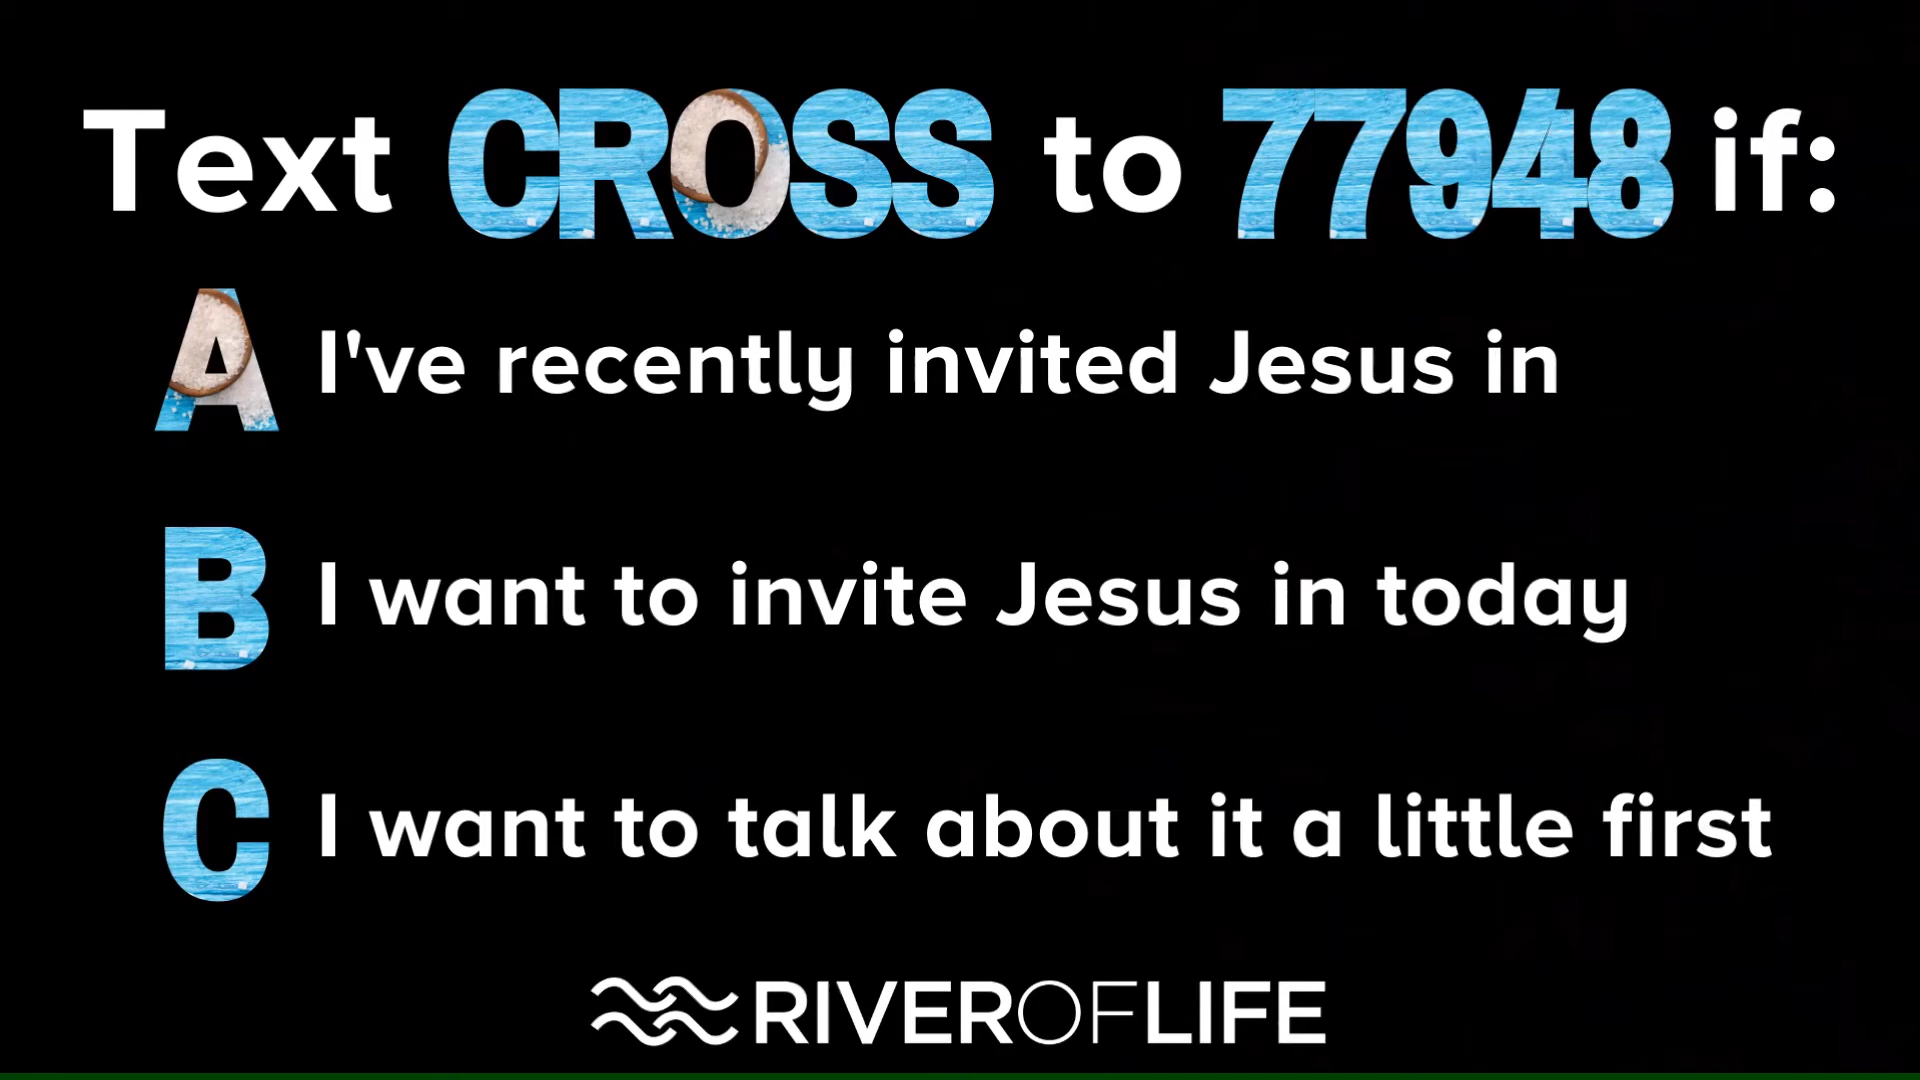 Text CROSS to 77948 if:
A I've recently invited Jesus in
B I want to invite Jesus in today
C I want to talk about it a little first
RIVEROFLIFE